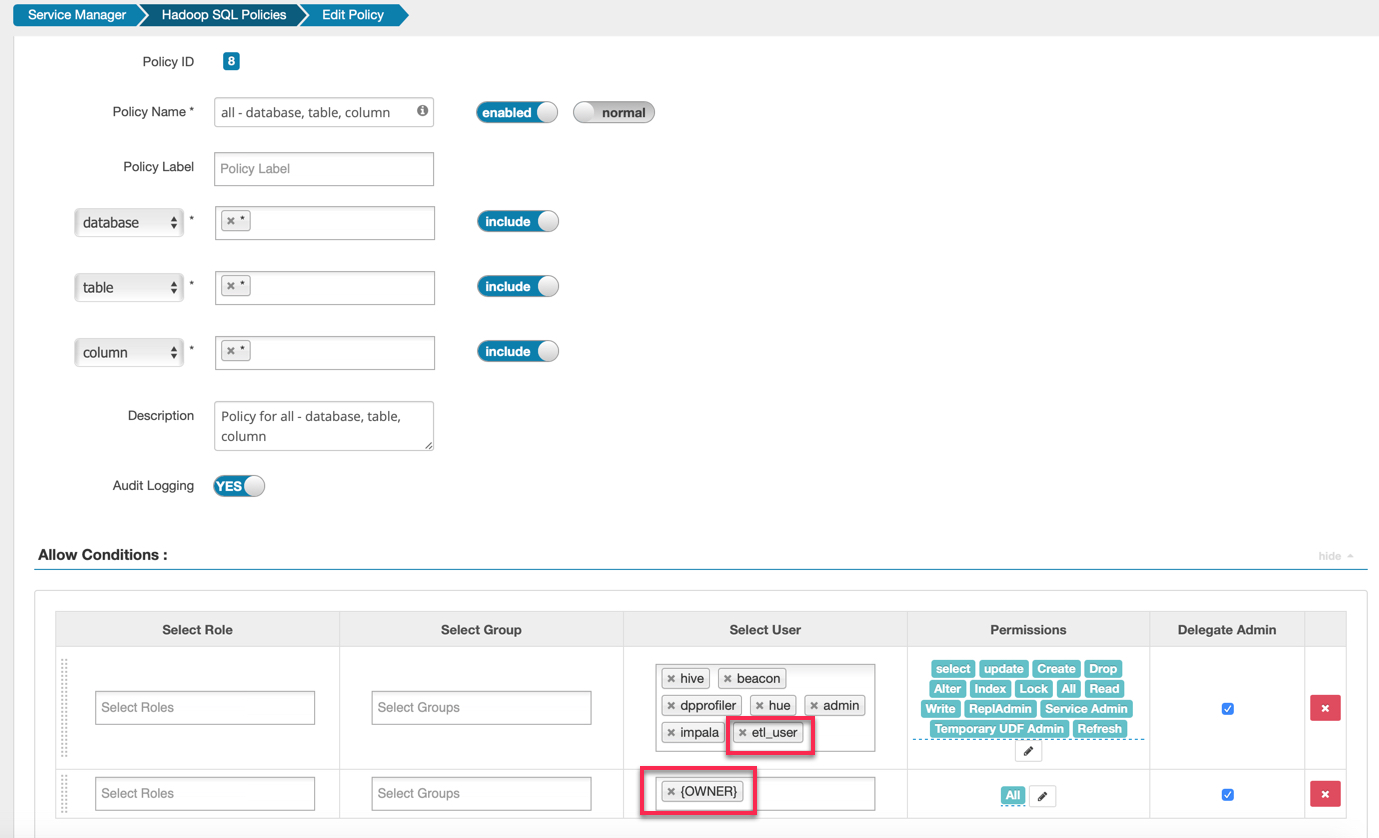 Service Manager Hadoop SQL Policies Edit Policy
Policy ID 8
Policy Name * all - database, table, column enabled normal
Policy Label Policy Label
database * × * include
table * × * include
column * × * include
Description Policy for all - database, table,
column
Audit Logging YES
Allow Conditions :
hide
Select Role Select Group Select User Permissions Delegate Admin
Select Roles
Select Groups
× hive × beacon
× dpprofiler × hue × admin
× impala × etl_user
select update Create Drop
Alter Index Lock All Read
Write ReplAdmin Service Admin
Temporary UDF Admin Refresh
×
Select Roles Select Groups × {OWNER} All ×